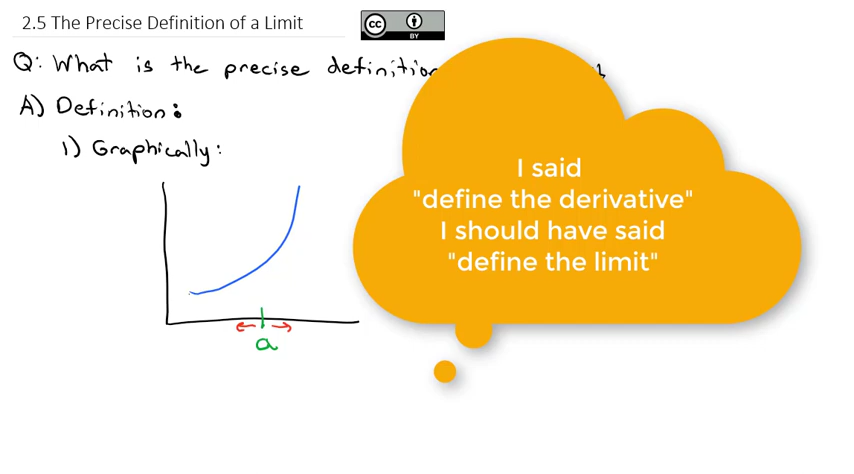 2.5 The Precise Definition of a Limit
cc
BY
Q: What is the precise definition
A) Definition:
1) Graphically:
a
I said
"define the derivative"
I should have said
"define the limit"